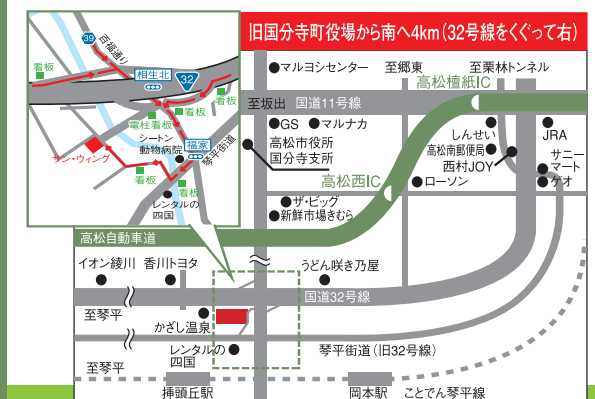 旧国分寺町役場から南へ4km(32号線をくぐって右)
39
百福通り
看板
相生北
32
看板
看板
看板
電柱看板
シートン
動物病院
福家
琴平街道
サン・ウィング
看板
看板
レンタルの
四国
マルヨシセンター
至郷東
至栗林トンネル
高松檀紙IC
至坂出
国道11号線
GS
マルナカ
高松市役所
国分寺支所
しんせい
高松南郵便局
西村JOY
JRA
サニー
マート
ゲオ
高松西IC
ローソン
ザ・ビッグ
新鮮市場きむら
高松自動車道
イオン綾川
香川トヨタ
うどん咲き乃屋
国道32号線
至琴平
かざし温泉
レンタルの
四国
琴平街道(旧32号線)
至琴平
挿頭丘駅
岡本駅
ことでん琴平線